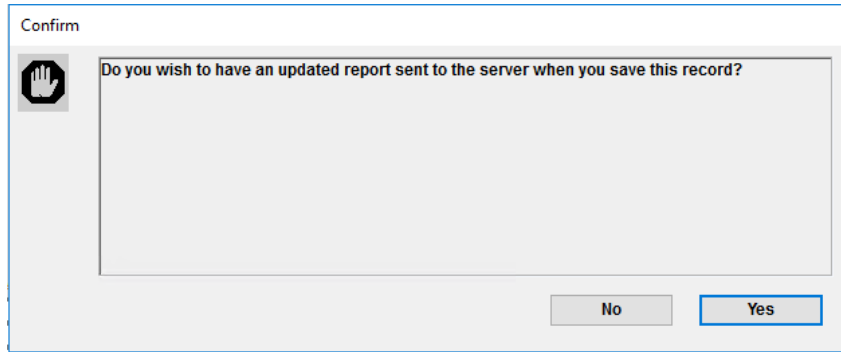 Confirm
Do you wish to have an updated report sent to the server when you save this record?
No
Yes